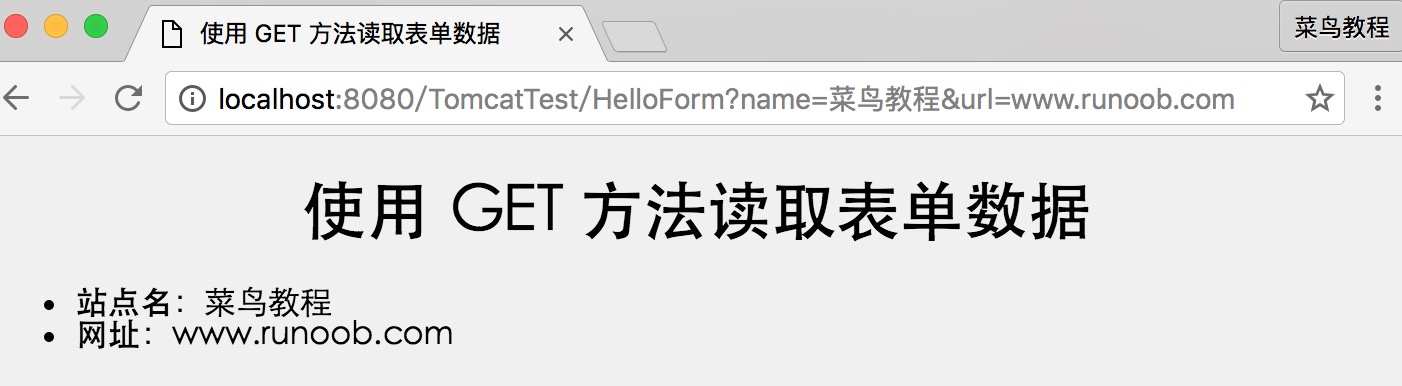 使用 GET 方法读取表单数据
菜鸟教程
localhost:8080/TomcatTest/HelloForm?name=菜鸟教程&url=www.runoob.com
使用 GET 方法读取表单数据
站点名：菜鸟教程
网址：www.runoob.com